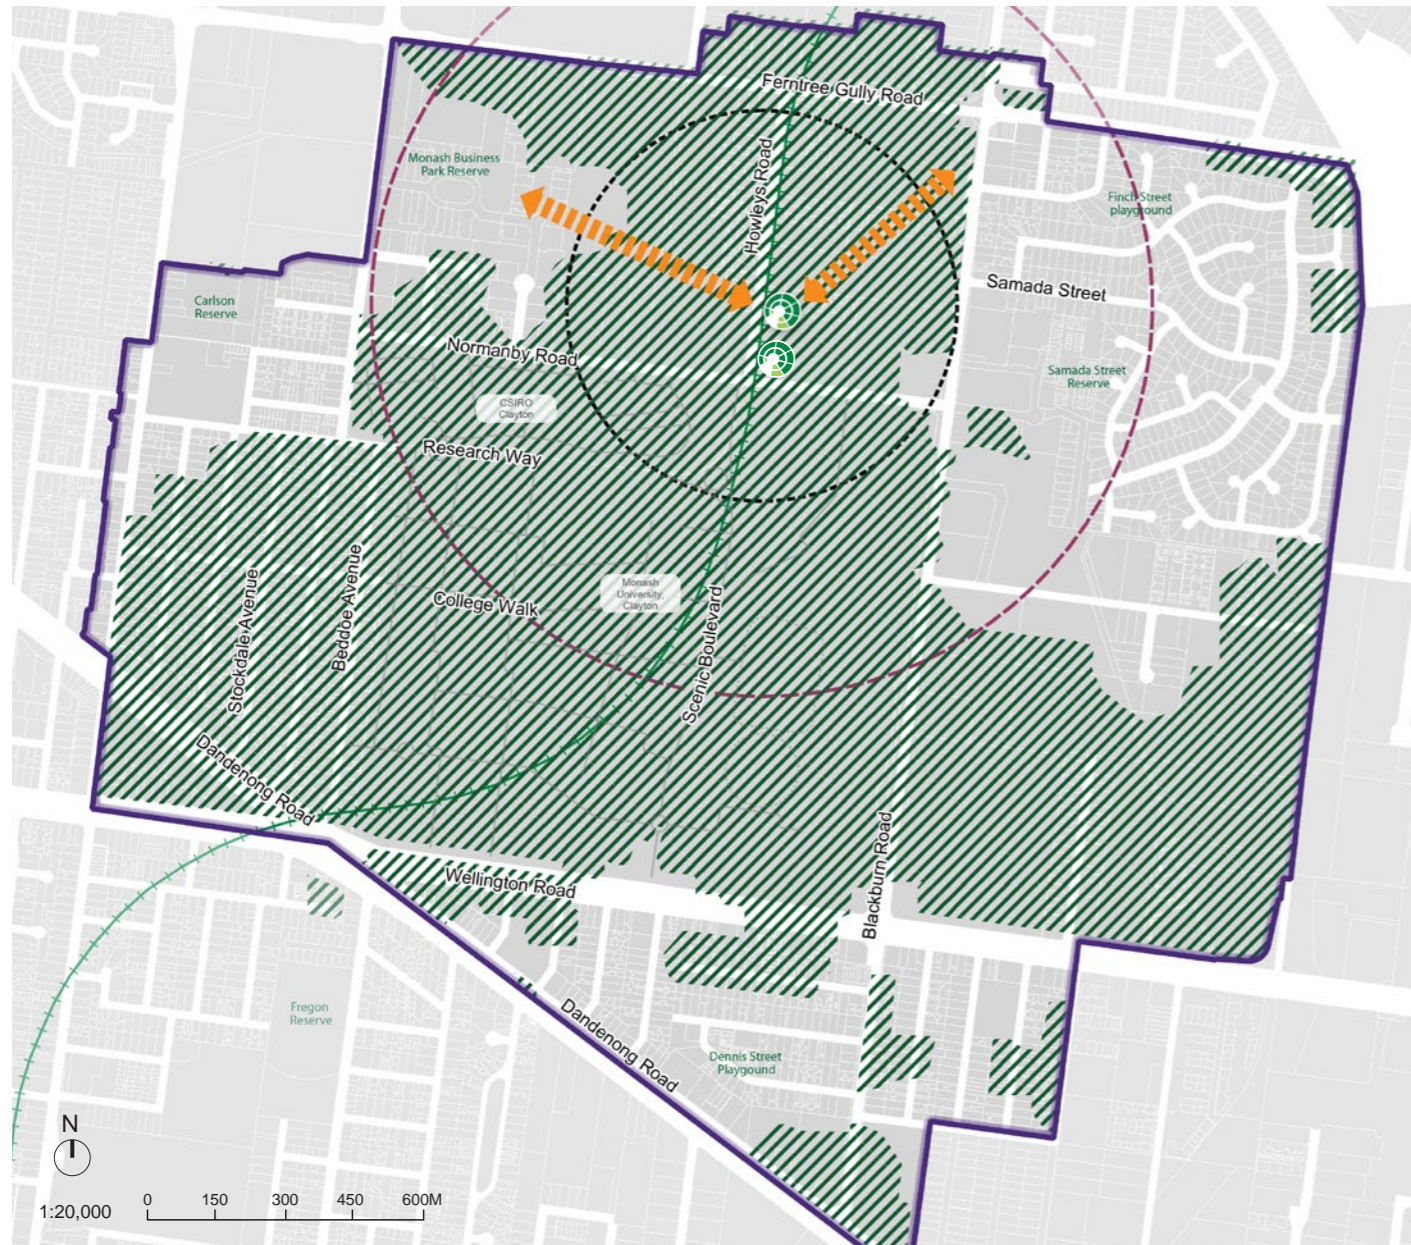 Ferntree Gully Road
Monash Business
Park Reserve
Howleys Road
Finch Street
playground
Carlson
Reserve
Samada Street
Normanby Road
Samada Street
Reserve
CSIRO
Clayton
Research Way
Stockdale Avenue
Beddoe Avenue
College Walk
Monash
University,
Clayton
Scenic Boulevard
Dandenong Road
Wellington Road
Blackburn Road
Fregon
Reserve
Dandenong Road
Dennis Street
Playgound
N
1:20,000
0 150 300 450 600M